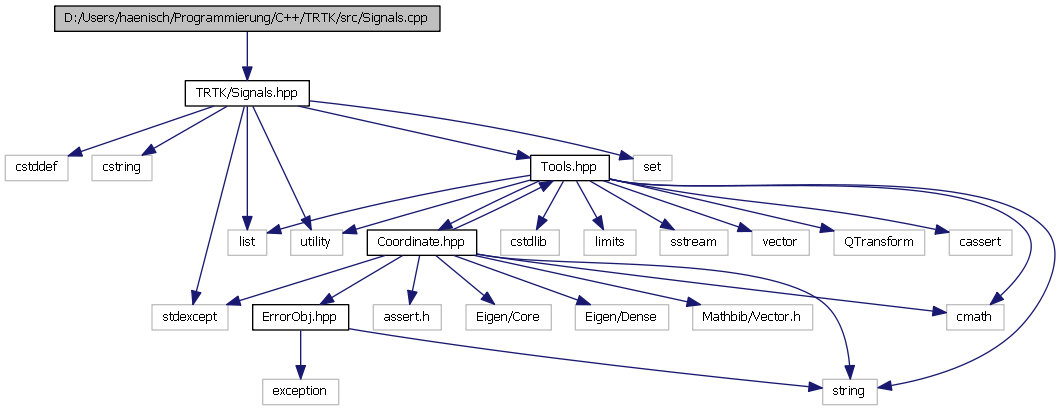 D:/Users/haenisch/Programmierung/C++/TRTK/src/Signals.cpp
TRTK/Signals.hpp
cstddef
cstring
Tools.hpp
set
list
utility
Coordinate.hpp
cstdlib
limits
sstream
vector
QTransform
cassert
stdexcept
ErrorObj.hpp
assert.h
Eigen/Core
Eigen/Dense
Mathbib/Vector.h
cmath
exception
string